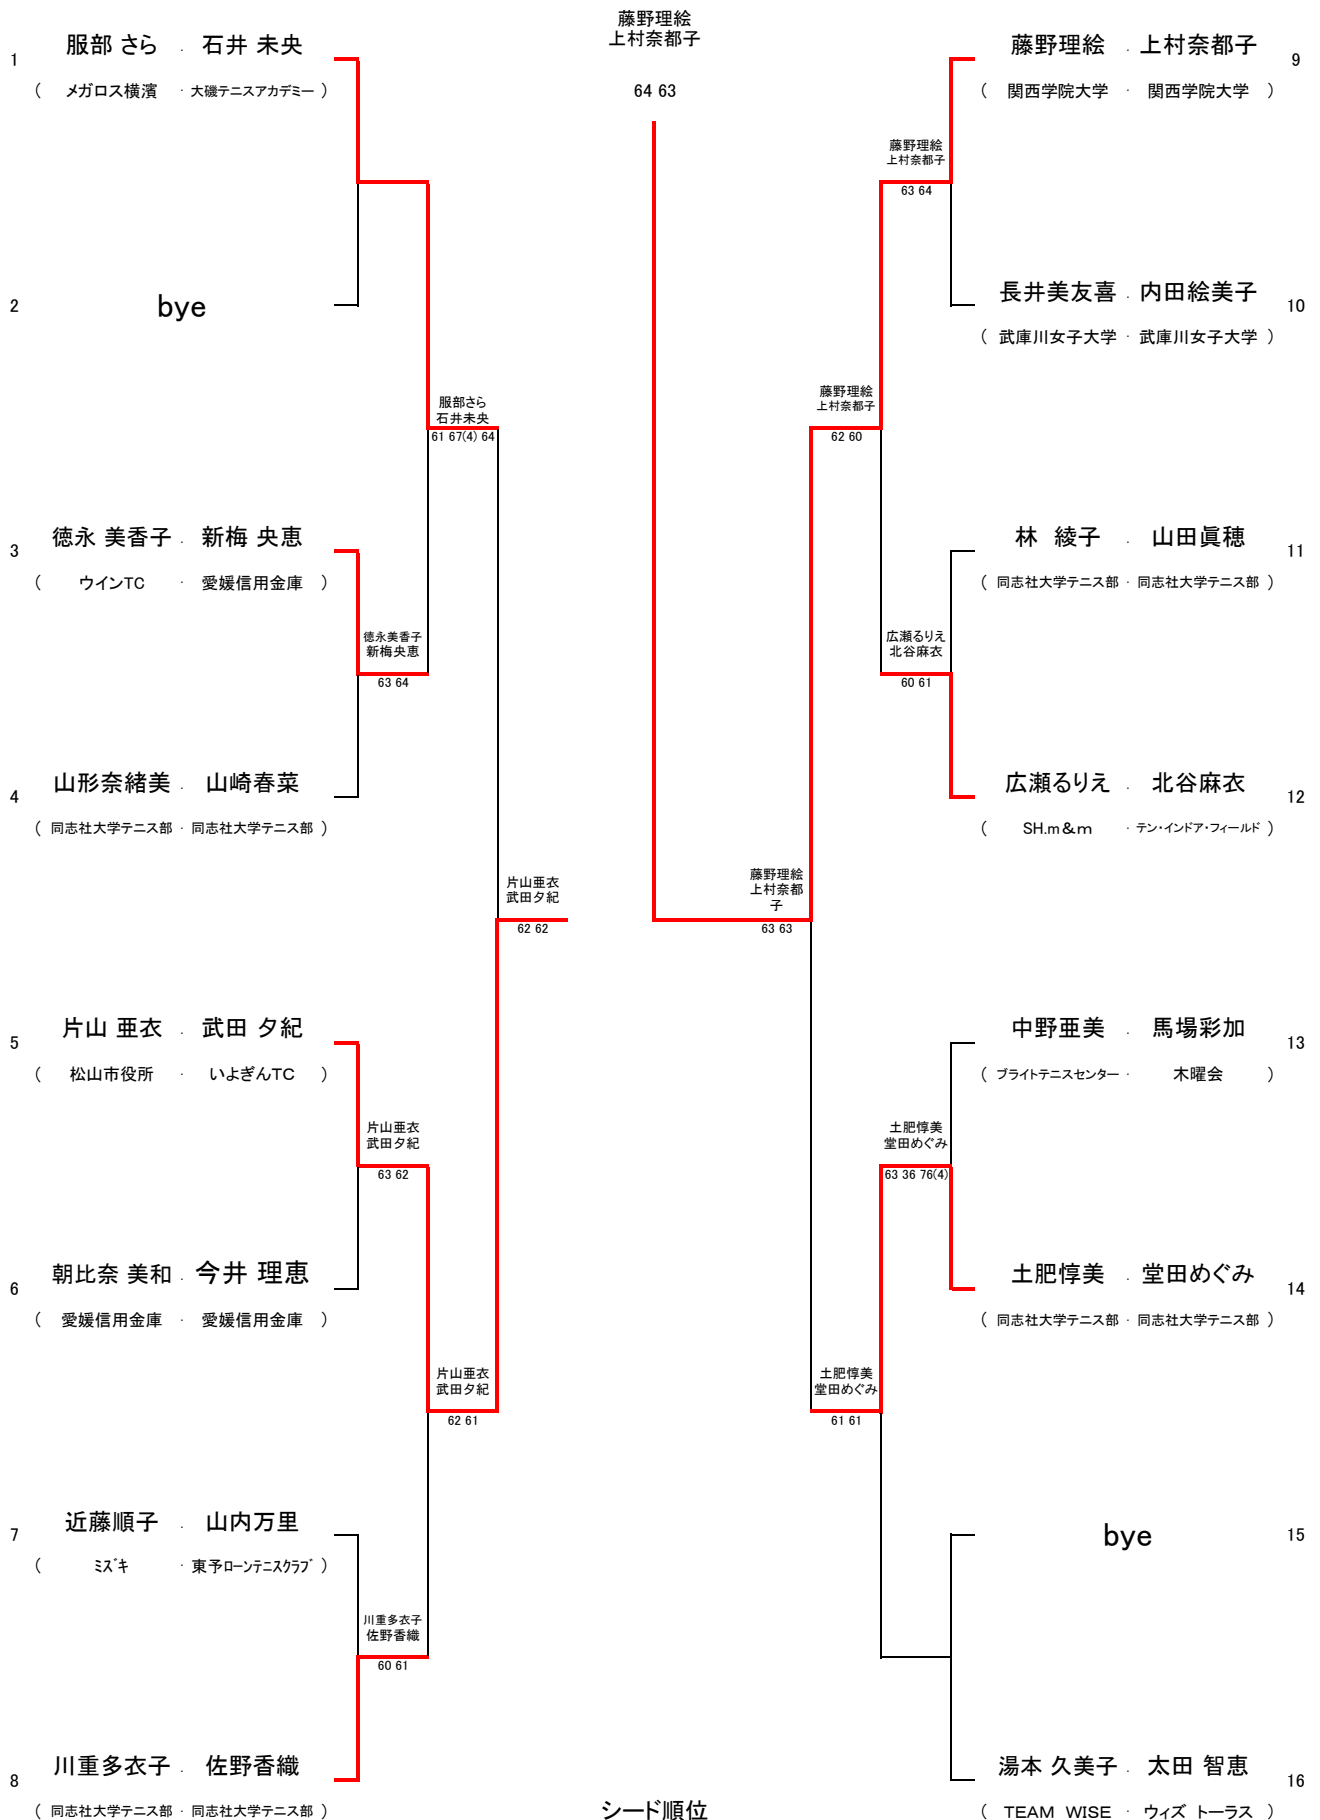 藤野理絵
上村奈都子
64 63
1 服部 さら ・ 石井 未央
( メガロス横濱 ・ 大磯テニスアカデミー )
2 bye
服部さら
石井未央
61 67(4) 64
3 徳永 美香子 ・ 新梅 央恵
( ウインTC ・ 愛媛信用金庫 )
徳永美香子
新梅央恵
63 64
4 山形奈緒美 ・ 山崎春菜
( 同志社大学テニス部 ・ 同志社大学テニス部 )
片山亜衣
武田夕紀
62 62
5 片山 亜衣 ・ 武田 夕紀
( 松山市役所 ・ いよぎんTC )
片山亜衣
武田夕紀
63 62
6 朝比奈 美和 ・ 今井 理恵
( 愛媛信用金庫 ・ 愛媛信用金庫 )
片山亜衣
武田夕紀
62 61
7 近藤順子 ・ 山内万里
( ミズキ ・ 東予ローンテニスクラブ )
川重多衣子
佐野香織
60 61
8 川重多衣子 ・ 佐野香織
( 同志社大学テニス部 ・ 同志社大学テニス部 )
藤野理絵 ・ 上村奈都子 9
( 関西学院大学 ・ 関西学院大学 )
藤野理絵
上村奈都子
63 64
長井美友喜 ・ 内田絵美子 10
( 武庫川女子大学 ・ 武庫川女子大学 )
藤野理絵
上村奈都子
62 60
林 綾子 ・ 山田眞穂 11
( 同志社大学テニス部 ・ 同志社大学テニス部 )
広瀬るりえ
北谷麻衣
60 61
広瀬るりえ ・ 北谷麻衣 12
( SH.m&m ・ テン・インドア・フィールド )
藤野理絵
上村奈都
子
63 63
中野亜美 ・ 馬場彩加 13
( ブライトテニスセンター ・ 木曜会 )
土肥惇美
堂田めぐみ
63 36 76(4)
土肥惇美 ・ 堂田めぐみ 14
( 同志社大学テニス部 ・ 同志社大学テニス部 )
土肥惇美
堂田めぐみ
61 61
bye 15
湯本 久美子 ・ 太田 智恵 16
( TEAM WISE ・ ウィズ トーラス )
シード順位